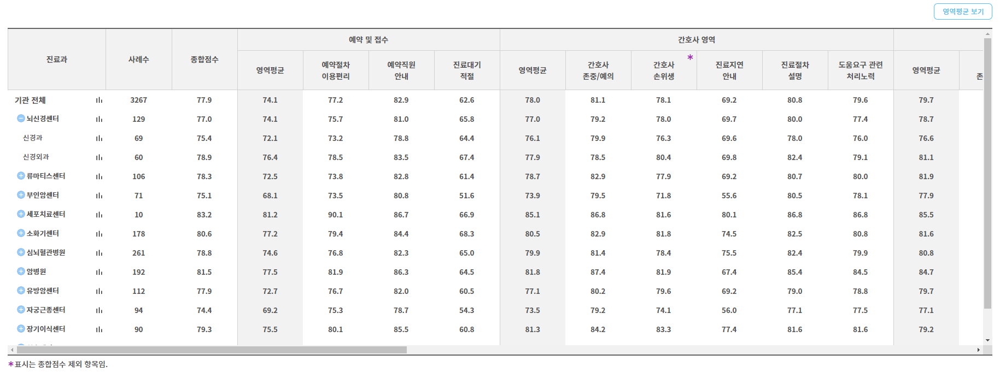 영역평균 보기
진료과 사례수 종합점수 예약 및 접수 간호사 영역
영역평균 예약절차 이용편리 예약직원 안내 진료대기 적절 영역평균 간호사 존중/예의 간호사 손위생 * 진료지연 안내 진료절차 설명 도움요구 관련 처리노력 영역평균 존
기관 전체 3267 77.9 74.1 77.2 82.9 62.6 78.0 81.1 78.1 69.2 80.8 79.6 79.7
뇌신경센터 129 77.0 74.1 75.7 81.0 65.8 77.0 79.2 78.0 69.7 80.0 77.4 78.7
신경과 69 75.4 72.1 73.2 78.8 64.4 76.1 79.9 76.3 69.6 78.0 76.0 76.6
신경외과 60 78.9 76.4 78.5 83.5 67.4 77.9 78.5 80.4 69.8 82.4 79.1 81.1
류마티스센터 106 78.3 72.5 73.8 82.8 61.4 78.7 82.9 77.9 69.2 80.7 80.0 81.9
부인암센터 71 75.1 68.1 73.5 80.8 51.6 73.9 79.5 71.8 55.6 80.5 78.1 77.9
세포치료센터 10 83.2 81.2 90.1 86.7 66.9 85.1 86.8 81.6 80.1 86.8 86.8 85.5
소화기센터 178 80.6 77.2 79.4 84.4 68.3 80.5 82.9 81.8 74.5 82.5 80.8 81.6
심뇌혈관병원 261 78.8 74.6 76.8 82.3 65.0 79.9 81.4 78.4 75.5 82.4 79.9 80.8
암병원 192 81.5 77.5 81.9 86.3 64.5 81.8 87.4 81.9 67.4 85.4 84.5 84.7
유방암센터 112 77.9 72.7 76.7 82.0 60.5 77.1 80.2 79.6 69.2 79.0 78.8 79.7
자궁근종센터 94 74.4 69.2 75.3 78.7 54.3 73.5 79.2 74.1 56.0 77.1 77.5 77.1
장기이식센터 90 79.3 75.5 80.1 85.5 60.8 81.3 84.2 83.3 77.4 81.6 81.6 79.2
*표시는 종합점수 제외 항목임.